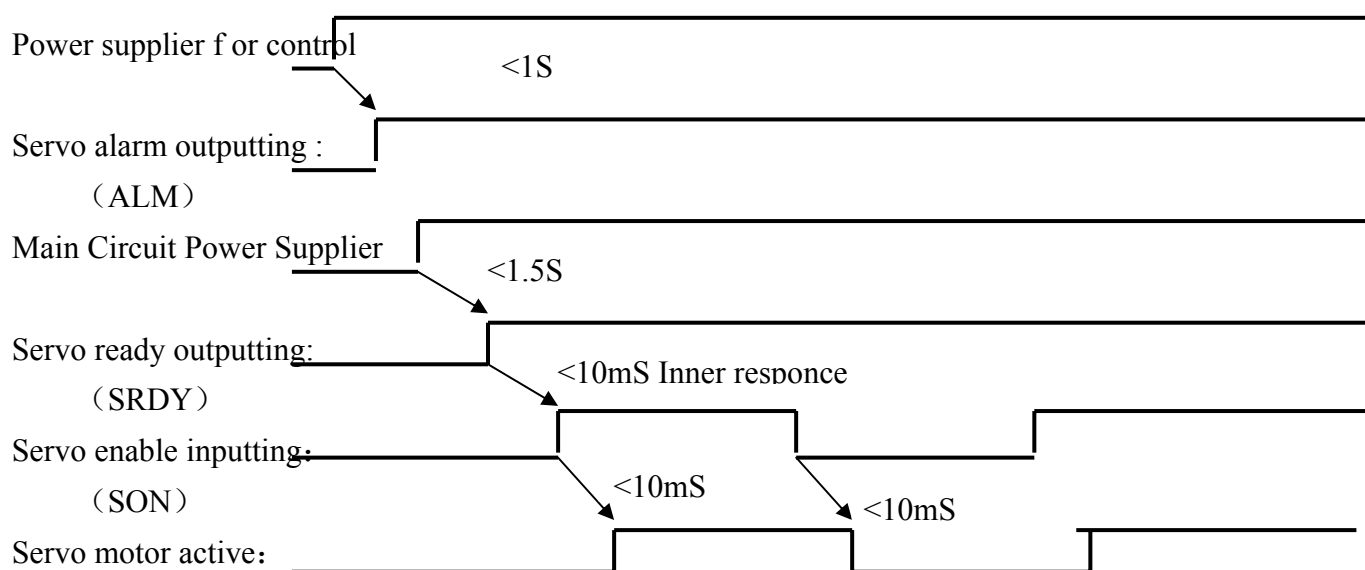 Power supplier f or control
<1S
Servo alarm outputting :
（ALM）
Main Circuit Power Supplier
<1.5S
Servo ready outputting:
<10mS Inner responce
（SRDY）
Servo enable inputting：
<10mS
（SON）
<10mS
Servo motor active：